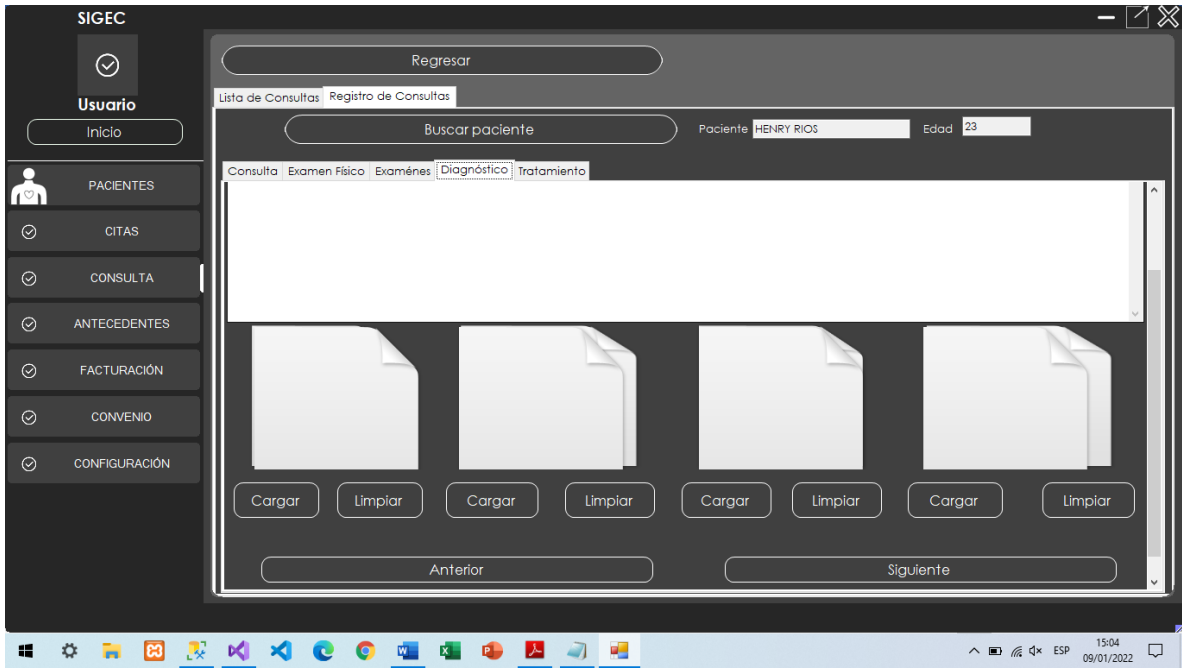 SIGEC
Usuario
Inicio
PACIENTES
CITAS
CONSULTA
ANTECEDENTES
FACTURACIÓN
CONVENIO
CONFIGURACIÓN
Regresar
Lista de Consultas Registro de Consultas
Buscar paciente Paciente HENRY RIOS Edad 23
Consulta Examen Físico Examénes Diagnóstico Tratamiento
Cargar Limpiar Cargar Limpiar Cargar Limpiar Cargar Limpiar
Anterior Siguiente
ESP 15:04
09/01/2022